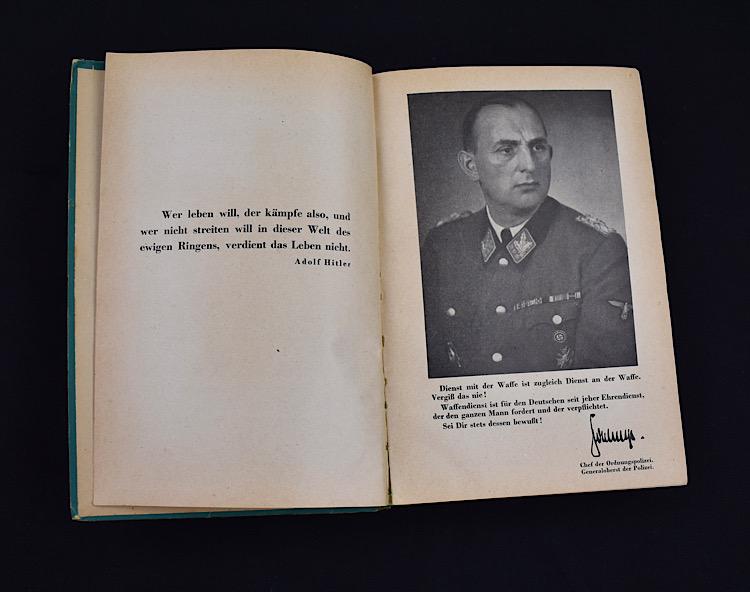 Wer leben will, der kämpfe also, und
wer nicht streiten will in dieser Welt des
ewigen Ringens, verdient das Leben nicht.
Adolf Hitler
Dienst mit der Waffe ist zugleich Dienst an der Waffe.
Vergiß das nie!
Waffendienst ist für den Deutschen seit jeher Ehrendienst,
der den ganzen Mann fordert und der verpflichtet.
Sei Dir stets dessen bewußt!
Chef der Ordnungspolizei.
Generaloberst der Polizei.